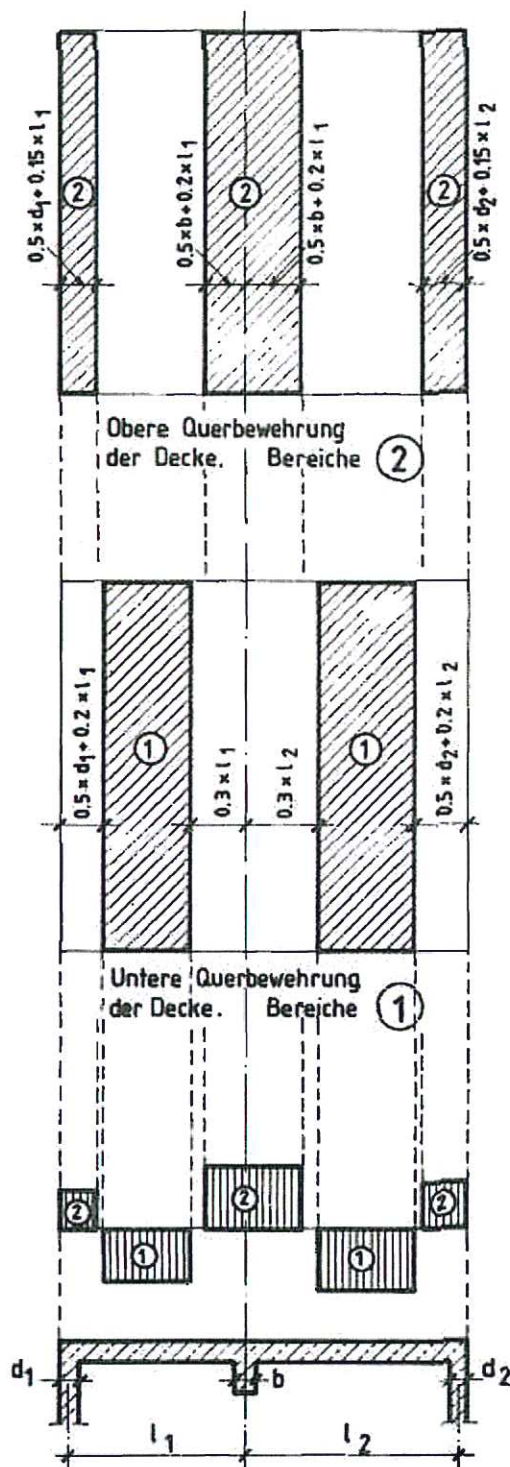 0.5 × d1 + 0.15 × l1
2
0.5 × b + 0.2 × l1
2
0.5 × b + 0.2 × l1
2
0.5 × d2 + 0.15 × l2
Obere Querbewehrung
der Decke. Bereiche 2
0.5 × d1 + 0.2 × l1
1
0.3 × l1
0.3 × l2
1
0.5 × d2 + 0.2 × l2
Untere Querbewehrung
der Decke. Bereiche 1
2
2
2
1
1
d1
b
d2
l1
l2